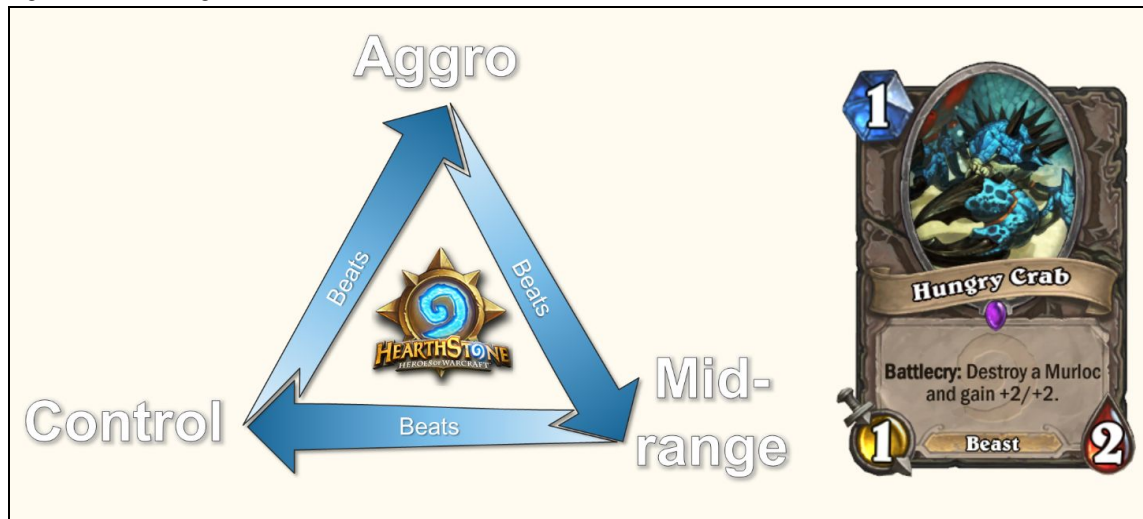 Aggro
Beats
Beats
HEARTHSTONE
HEROES OF WARCRAFT
Control
Beats
Mid-
range
1
Hungry Crab
Battlecry: Destroy a Murloc
and gain +2/+2.
1
Beast
2